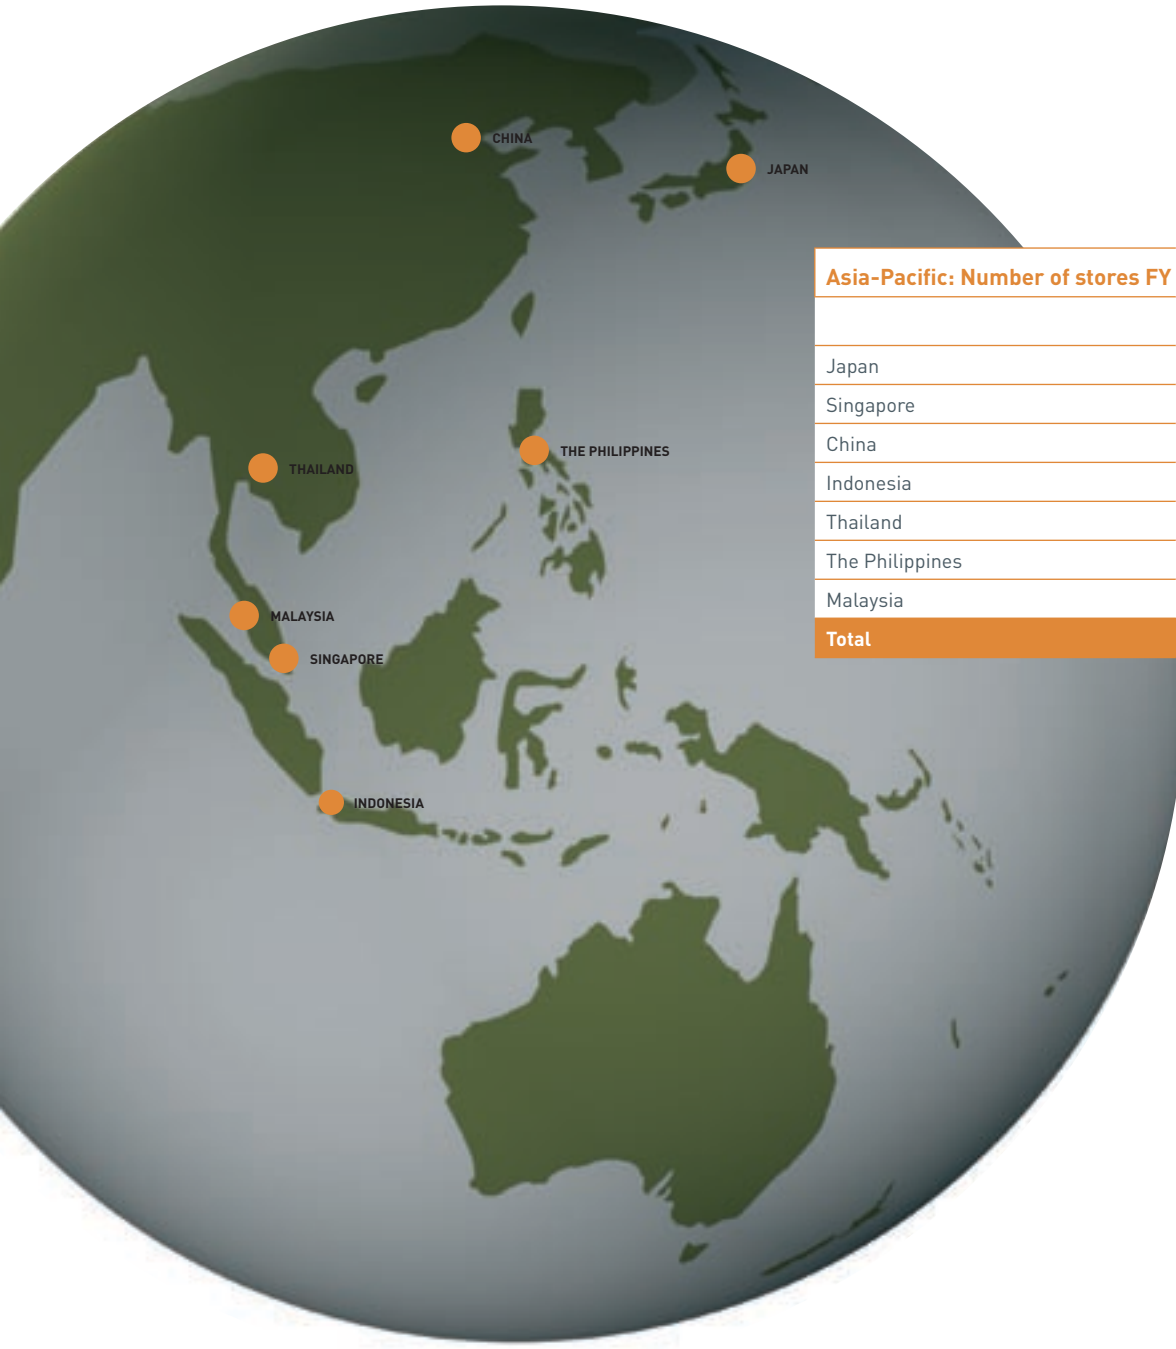 CHINA
JAPAN
Asia-Pacific: Number of stores FY
Japan
Singapore
China
Indonesia
Thailand
The Philippines
Malaysia
Total
THE PHILIPPINES
THAILAND
MALAYSIA
SINGAPORE
INDONESIA